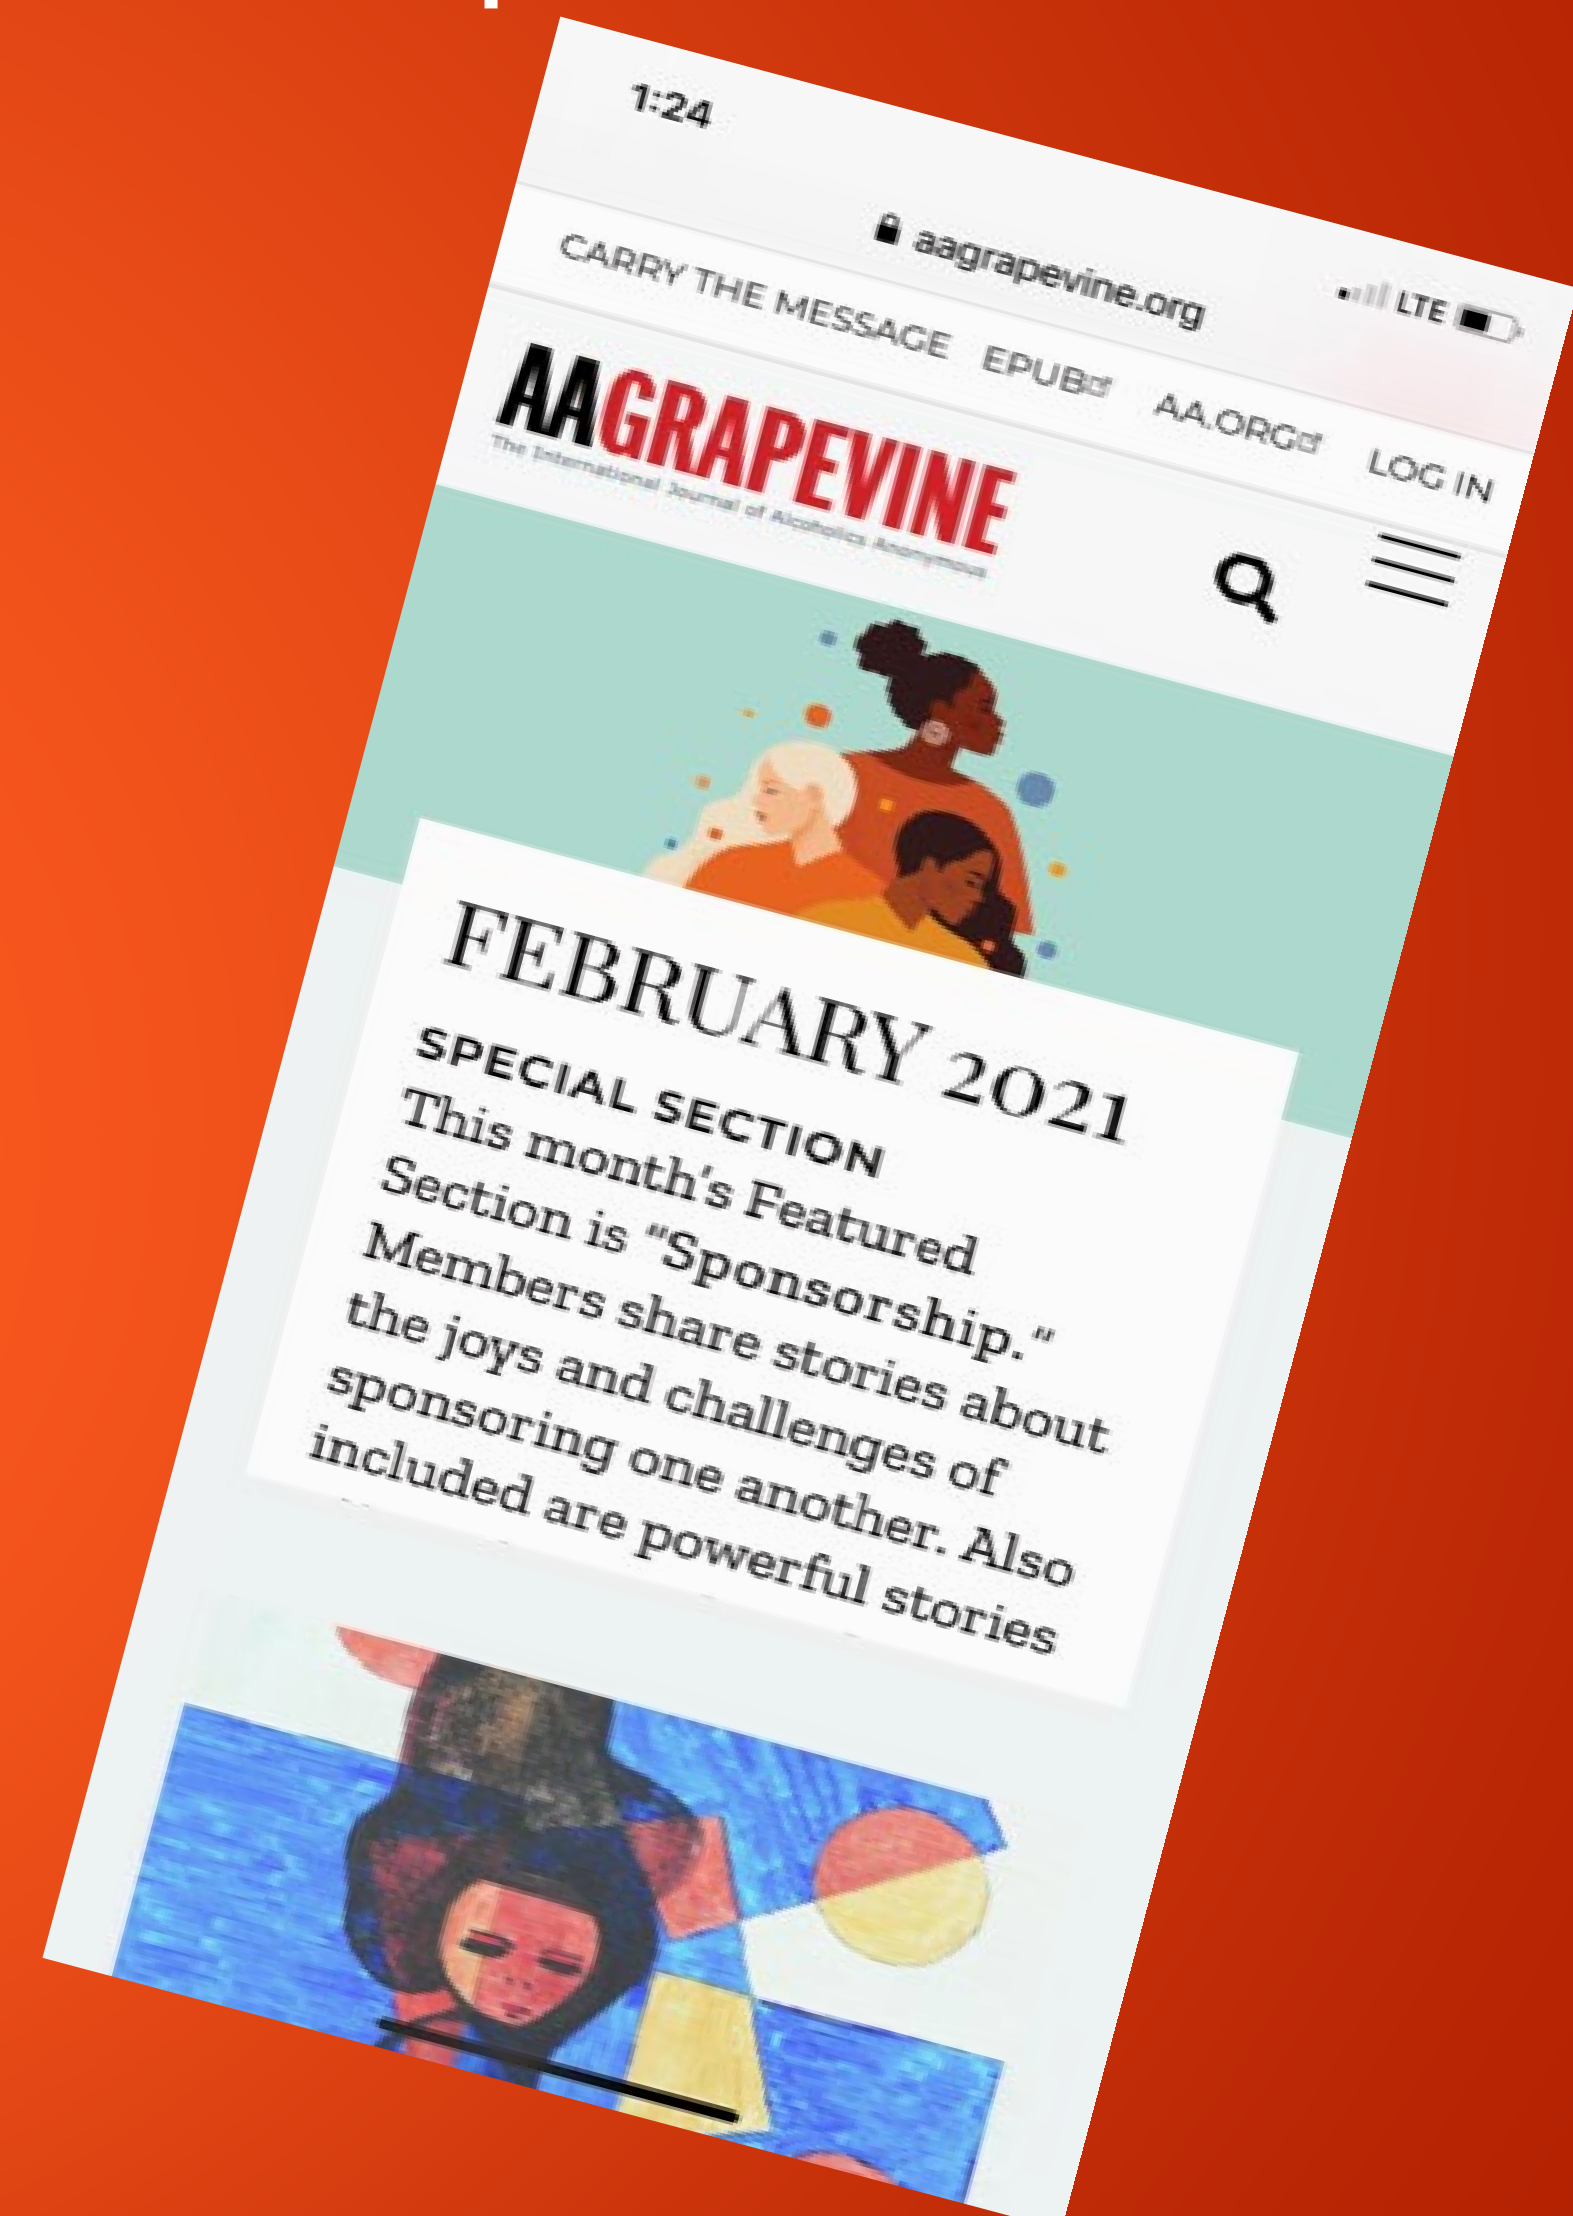 1:24
aagrapevine.org
LTE
CARRY THE MESSAGE EPUB AA.ORG LOG IN
AAGRAPEVINE
The International Journal of Alcoholics Anonymous
FEBRUARY 2021
SPECIAL SECTION
This month's Featured
Section is "Sponsorship."
Members share stories about
the joys and challenges of
sponsoring one another. Also
included are powerful stories